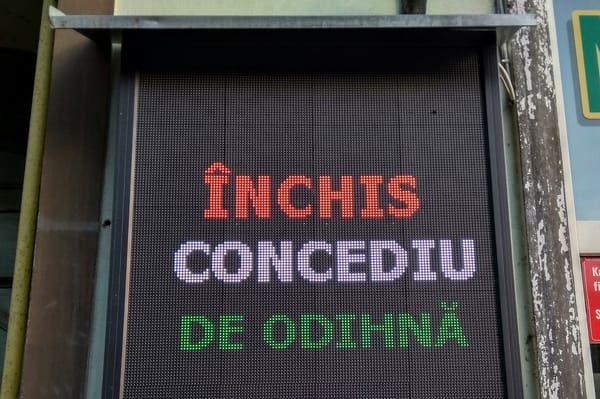 ÎNCHIS
CONCEDIU
DE ODIHNĂ